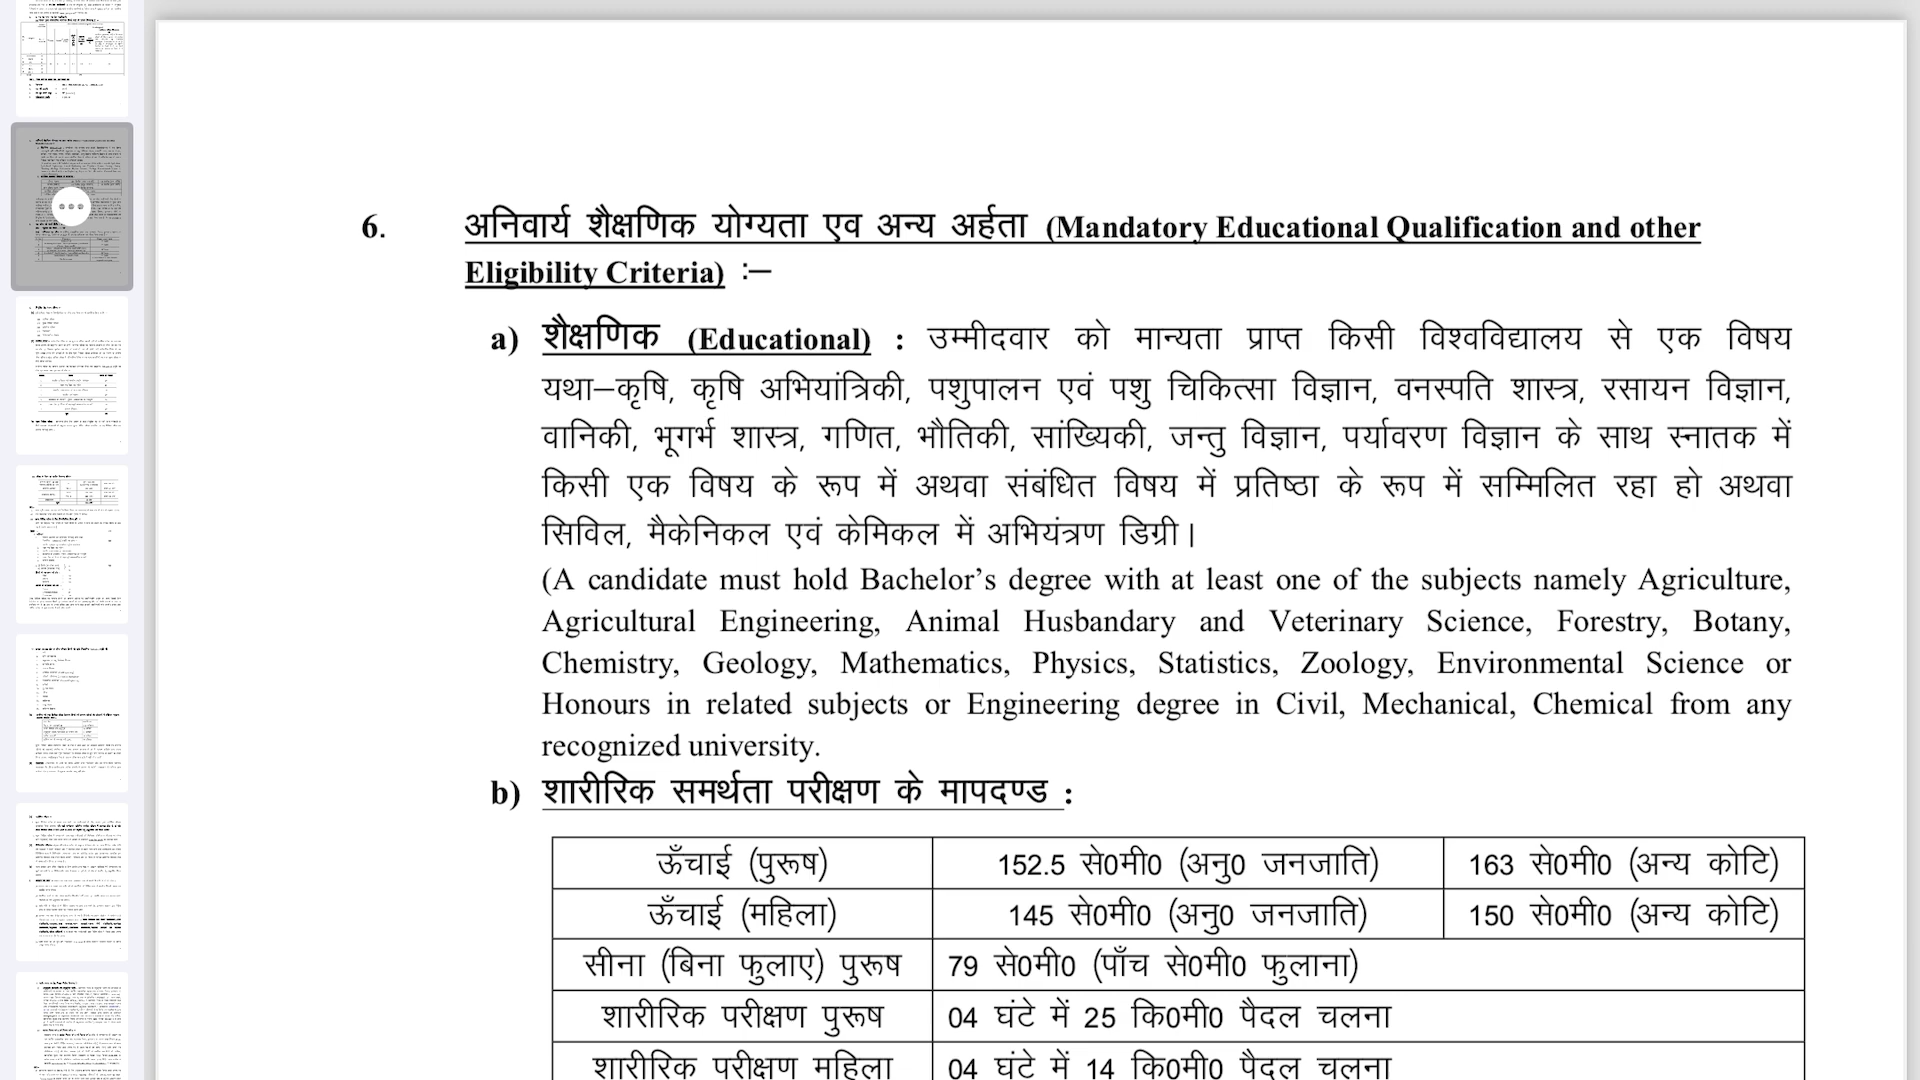 6. अनिवार्य शैक्षणिक योग्यता एव अन्य अर्हता (Mandatory Educational Qualification and other
Eligibility Criteria) :–
a) शैक्षणिक (Educational) : उम्मीदवार को मान्यता प्राप्त किसी विश्वविद्यालय से एक विषय
यथा–कृषि, कृषि अभियांत्रिकी, पशुपालन एवं पशु चिकित्सा विज्ञान, वनस्पति शास्त्र, रसायन विज्ञान,
वानिकी, भूगर्भ शास्त्र, गणित, भौतिकी, सांख्यिकी, जन्तु विज्ञान, पर्यावरण विज्ञान के साथ स्नातक में
किसी एक विषय के रूप में अथवा संबंधित विषय में प्रतिष्ठा के रूप में सम्मिलित रहा हो अथवा
सिविल, मैकेनिकल एवं केमिकल में अभियंत्रण डिग्री।
(A candidate must hold Bachelor’s degree with at least one of the subjects namely Agriculture,
Agricultural Engineering, Animal Husbandary and Veterinary Science, Forestry, Botany,
Chemistry, Geology, Mathematics, Physics, Statistics, Zoology, Environmental Science or
Honours in related subjects or Engineering degree in Civil, Mechanical, Chemical from any
recognized university.
b) शारीरिक समर्थता परीक्षण के मापदण्ड :
ऊँचाई (पुरूष) 152.5 से0मी0 (अनु0 जनजाति) 163 से0मी0 (अन्य कोटि)
ऊँचाई (महिला) 145 से0मी0 (अनु0 जनजाति) 150 से0मी0 (अन्य कोटि)
सीना (बिना फुलाए) पुरूष 79 से0मी0 (पाँच से0मी0 फुलाना)
शारीरिक परीक्षण पुरूष 04 घंटे में 25 कि0मी0 पैदल चलना
शारीरिक परीक्षण महिला 04 घंटे में 14 कि0मी0 पैदल चलना